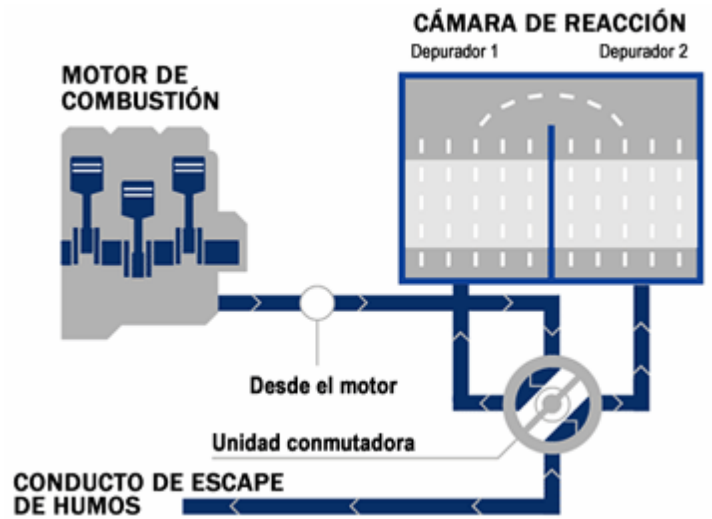 CÁMARA DE REACCIÓN
Depurador 1
Depurador 2
MOTOR DE
COMBUSTIÓN
Desde el motor
Unidad conmutadora
CONDUCTO DE ESCAPE
DE HUMOS